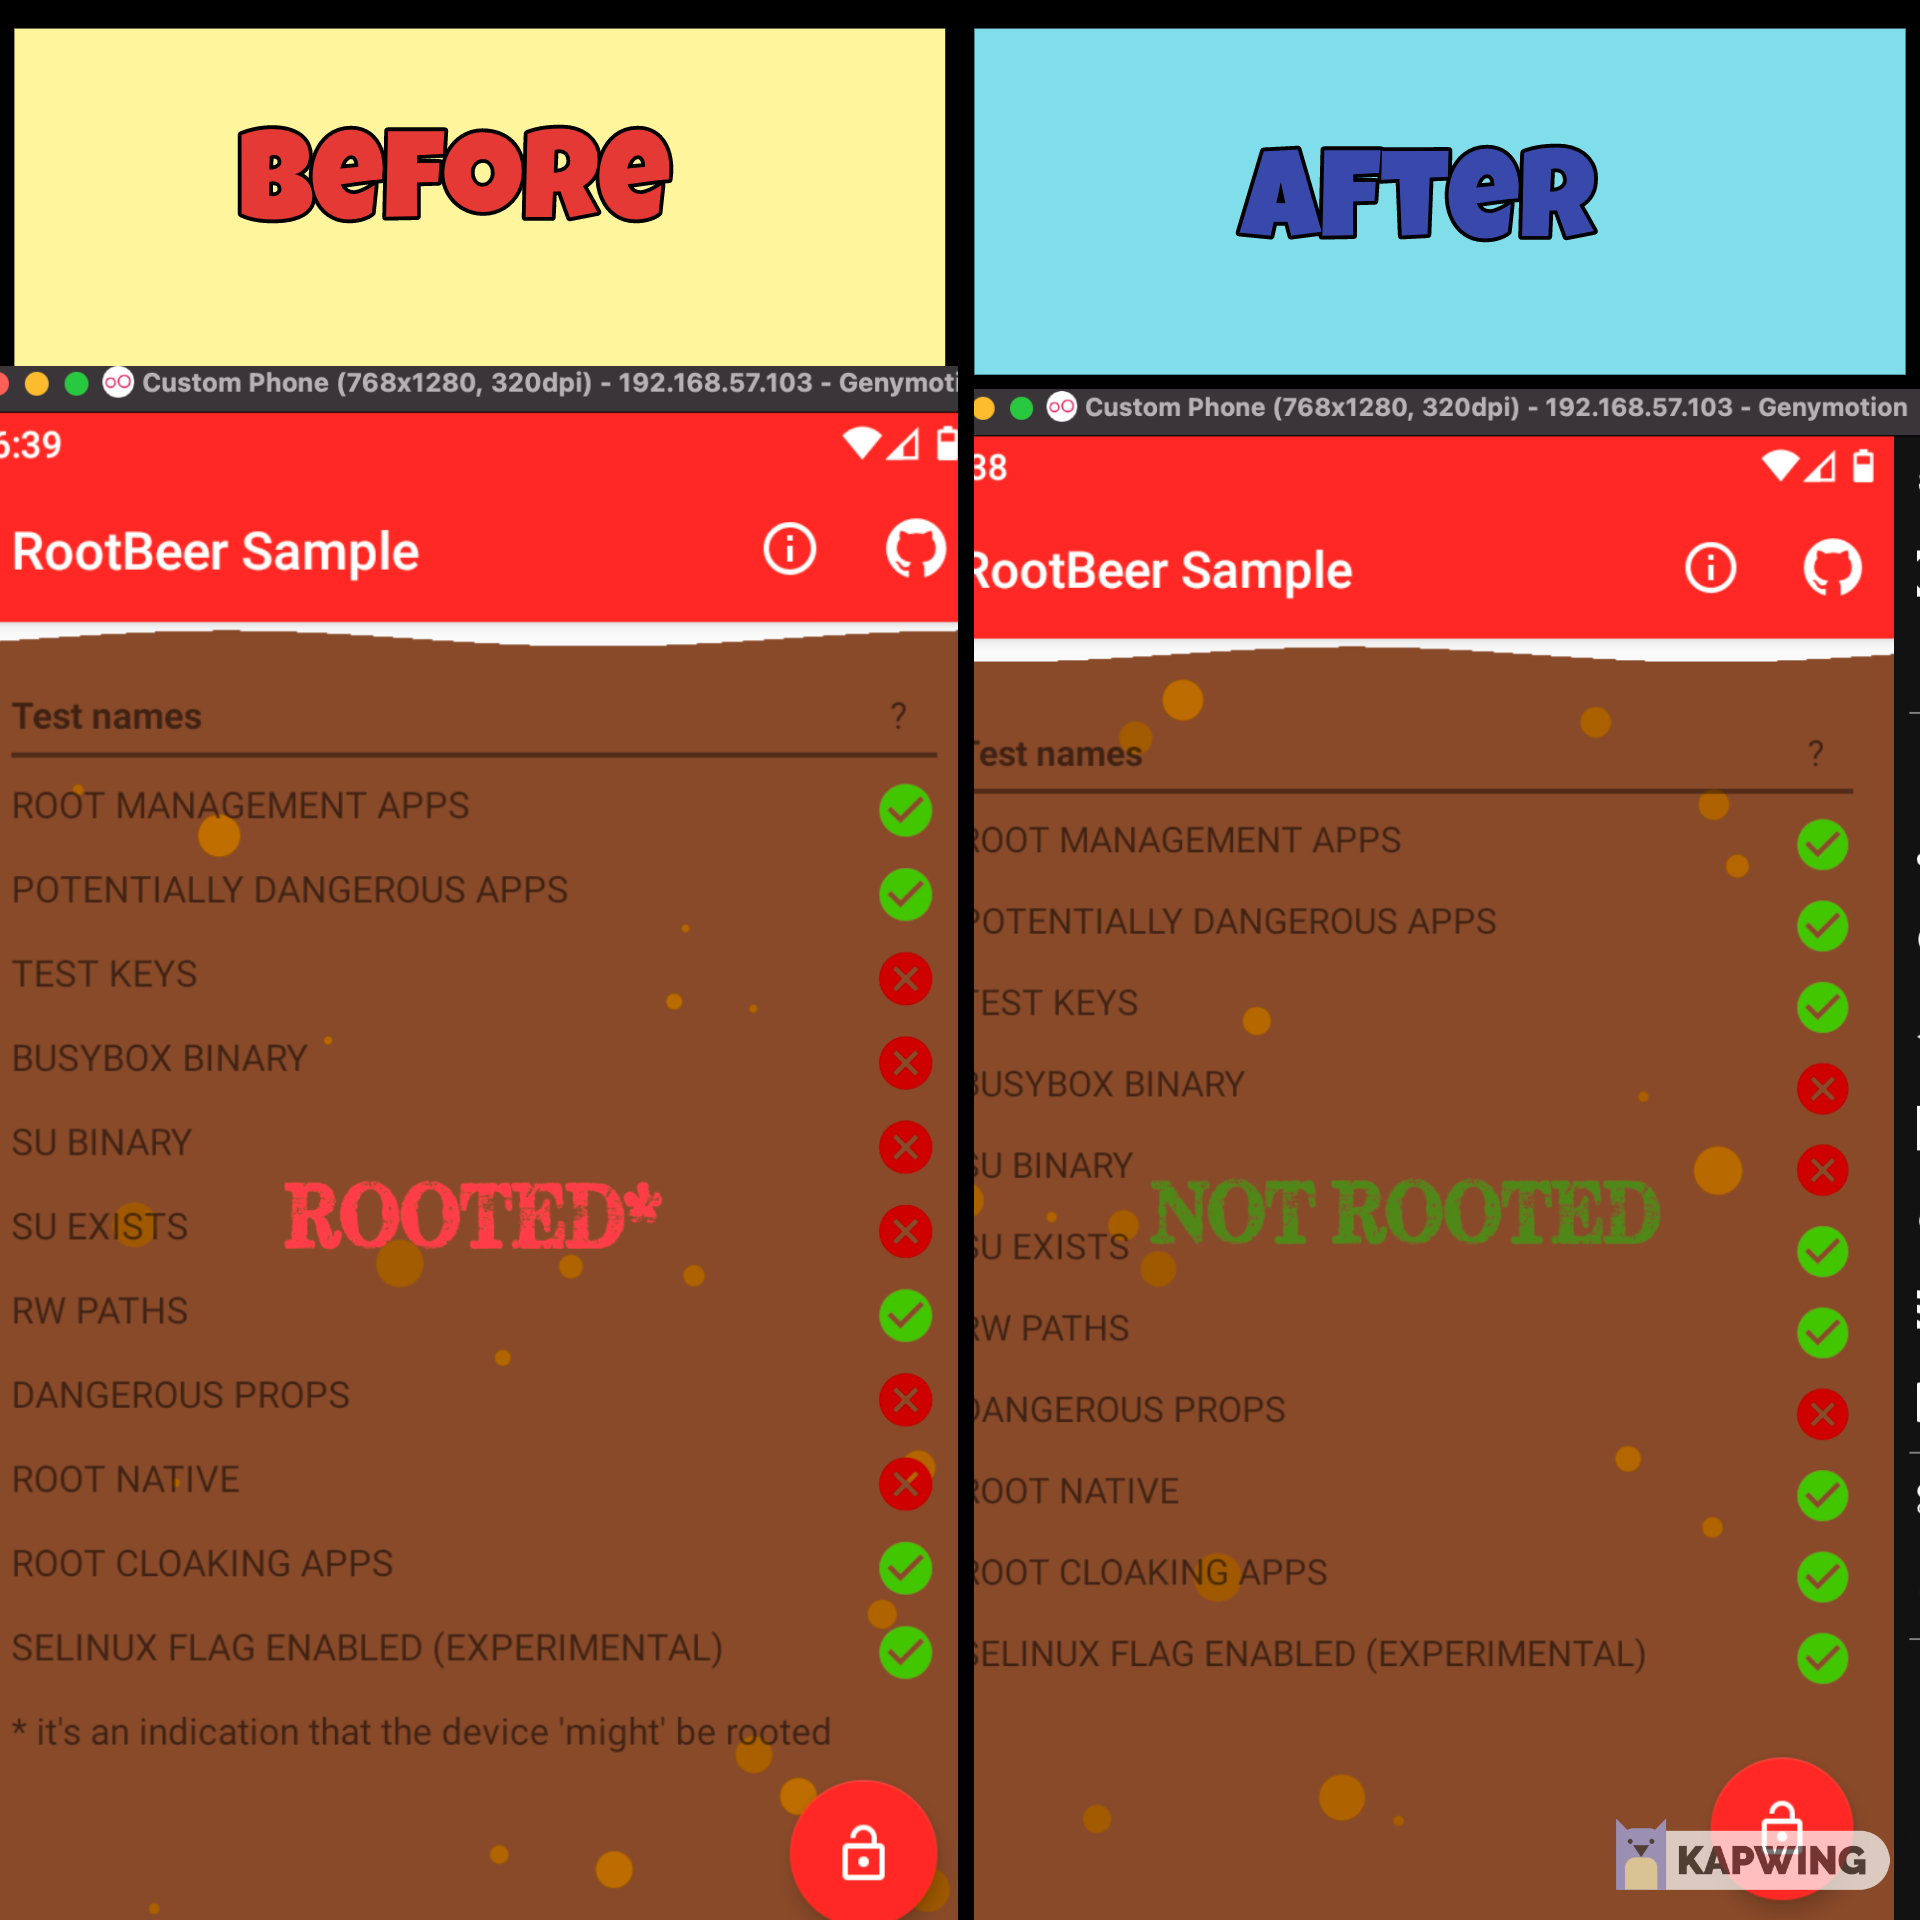 BEFORE
Custom Phone (768x1280, 320dpi) - 192.168.57.103 - Genymoti
6:39
RootBeer Sample
Test names ?
ROOT MANAGEMENT APPS
POTENTIALLY DANGEROUS APPS
TEST KEYS
BUSYBOX BINARY
SU BINARY
ROOTED*
SU EXISTS
RW PATHS
DANGEROUS PROPS
ROOT NATIVE
ROOT CLOAKING APPS
SELINUX FLAG ENABLED (EXPERIMENTAL)
* it's an indication that the device 'might' be rooted
AFTER
Custom Phone (768x1280, 320dpi) - 192.168.57.103 - Genymotion
38
RootBeer Sample
Test names ?
ROOT MANAGEMENT APPS
POTENTIALLY DANGEROUS APPS
TEST KEYS
BUSYBOX BINARY
SU BINARY
NOT ROOTED
SU EXISTS
RW PATHS
DANGEROUS PROPS
ROOT NATIVE
ROOT CLOAKING APPS
SELINUX FLAG ENABLED (EXPERIMENTAL)
KAPWING